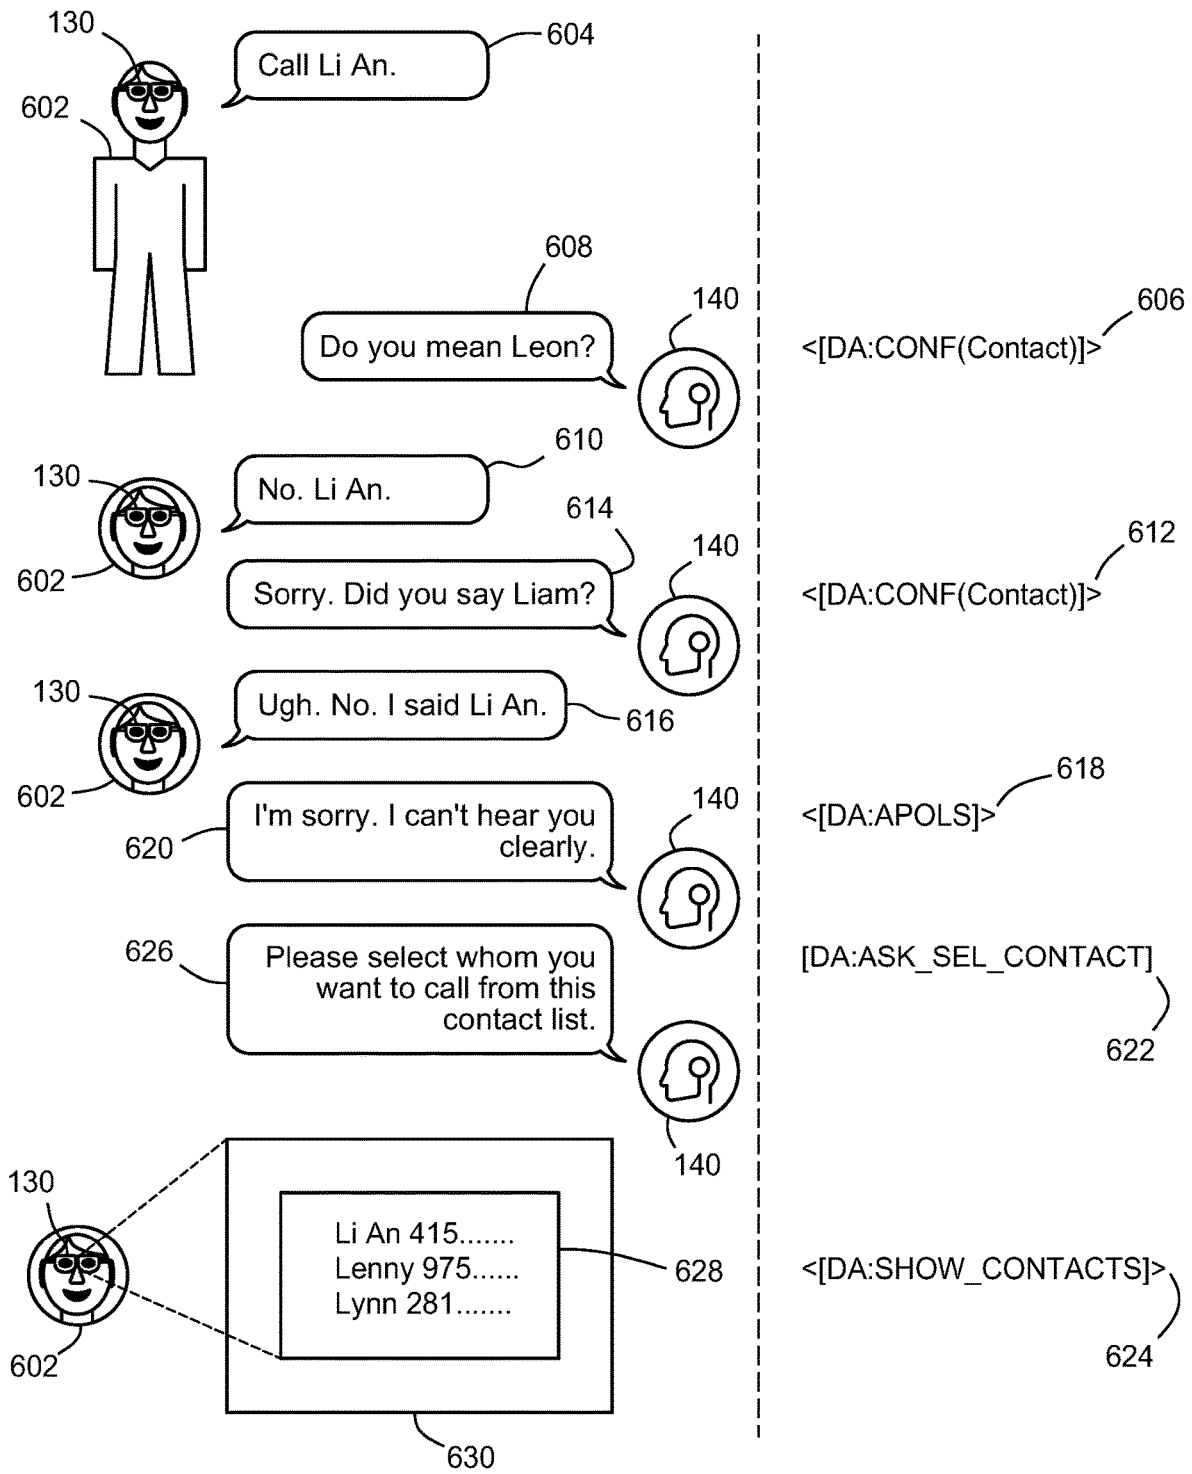 130
604
Call Li An.
602
608
140
606
Do you mean Leon?
<[DA:CONF(Contact)]>
610
130
No. Li An.
614
140
612
602
Sorry. Did you say Liam?
<[DA:CONF(Contact)]>
130
Ugh. No. I said Li An.
616
602
618
140
I'm sorry. I can't hear you
clearly.
<[DA:APOLS]>
620
626
Please select whom you
want to call from this
contact list.
[DA:ASK_SEL_CONTACT]
622
140
130
Li An 415.......
Lenny 975......
Lynn 281.......
628
<[DA:SHOW_CONTACTS]>
624
602
630